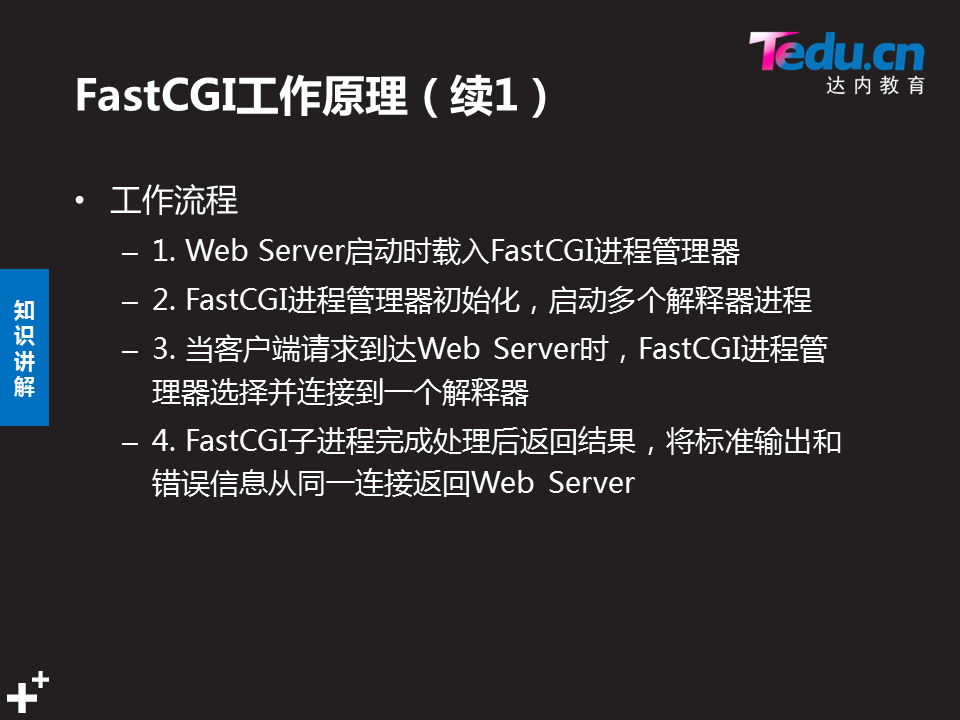 Tedu.cn
达内教育
FastCGI工作原理（续1）
• 工作流程
– 1. Web Server启动时载入FastCGI进程管理器
– 2. FastCGI进程管理器初始化，启动多个解释器进程
– 3. 当客户端请求到达Web Server时，FastCGI进程管
理器选择并连接到一个解释器
– 4. FastCGI子进程完成处理后返回结果，将标准输出和
错误信息从同一连接返回Web Server
知
识
讲
解